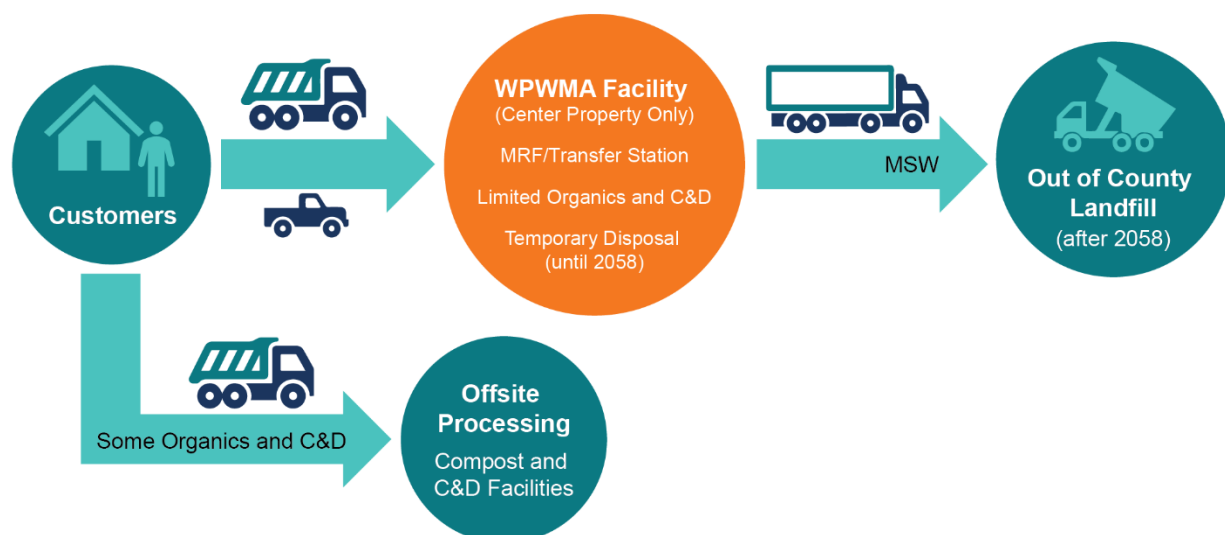 Customers
WPWMA Facility
(Center Property Only)
MRF/Transfer Station
Limited Organics and C&D
Temporary Disposal
(until 2058)
MSW
Out of County
Landfill
(after 2058)
Some Organics and C&D
Offsite
Processing
Compost and
C&D Facilities